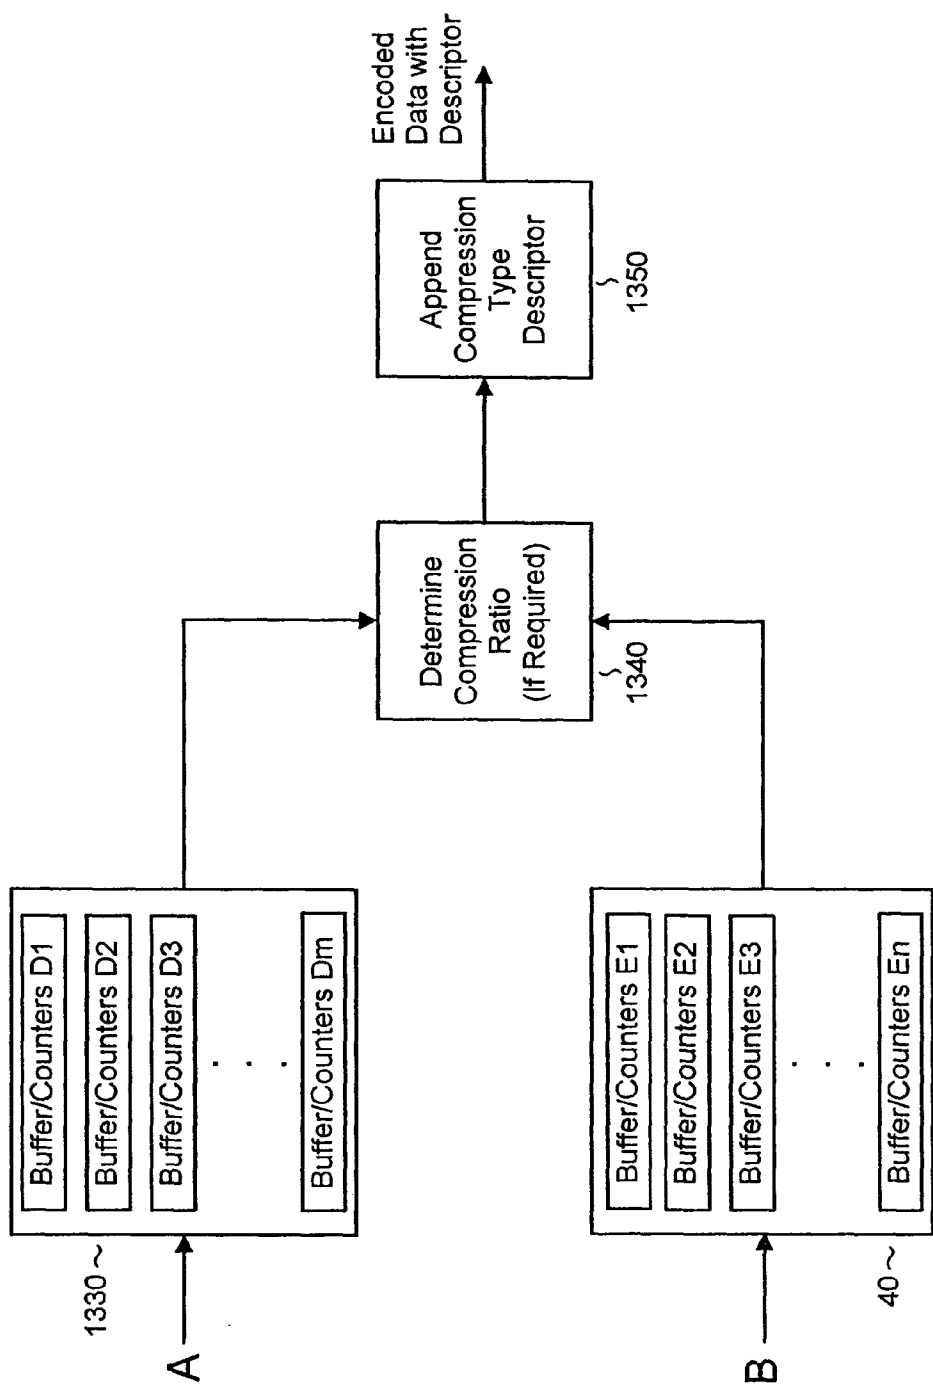 A
1330
Buffer/Counters D1
Buffer/Counters D2
Buffer/Counters D3
. . .
Buffer/Counters Dm
B
40
Buffer/Counters E1
Buffer/Counters E2
Buffer/Counters E3
. . .
Buffer/Counters En
Determine
Compression
Ratio
(If Required)
1340
Append
Compression
Type
Descriptor
1350
Encoded
Data with
Descriptor